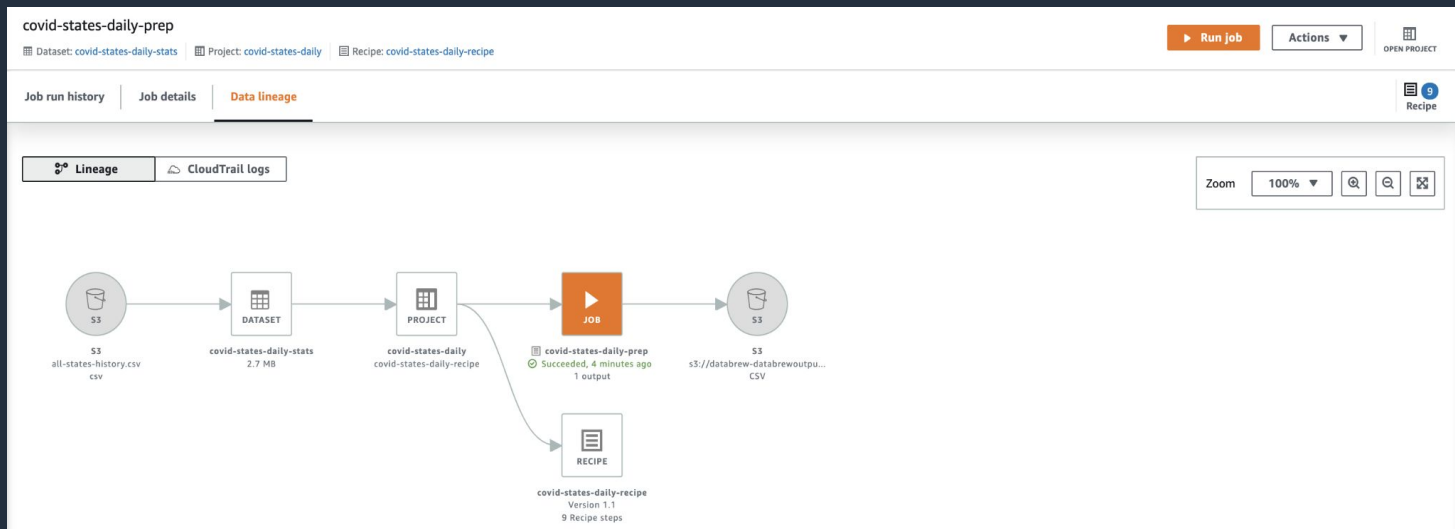 covid-states-daily-prep
Dataset: covid-states-daily-stats Project: covid-states-daily Recipe: covid-states-daily-recipe
Run job
Actions
OPEN PROJECT
Job run history Job details Data lineage
9
Recipe
Lineage CloudTrail logs
Zoom 100%
S3 DATASET PROJECT JOB S3
S3 covid-states-daily-stats covid-states-daily covid-states-daily-prep S3
all-states-history.csv 2.7 MB covid-states-daily-recipe Succeeded, 4 minutes ago s3://databrew-databrewoutpu...
csv 1 output CSV
RECIPE
covid-states-daily-recipe
Version 1.1
9 Recipe steps